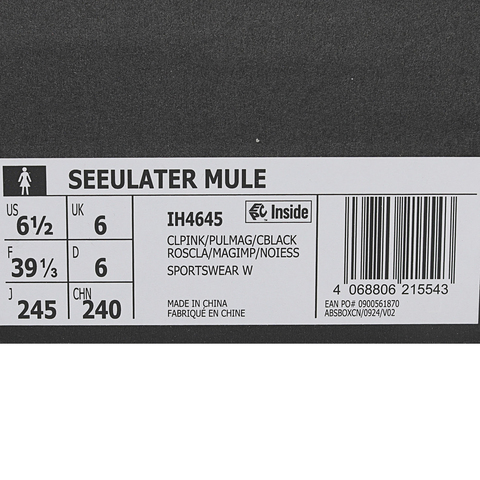 SEEULATER MULE
US 6½ UK 6
F 39⅓ D 6
J 245 CHN 240
IH4645 Inside
CLPINK/PULMAG/CBLACK
ROSCLA/MAGIMP/NOIESS
SPORTSWEAR W
MADE IN CHINA
FABRIQUÉ EN CHINE
4 068806 215543
EAN PO# 0900561870
ABSBOXCN/0924/V02